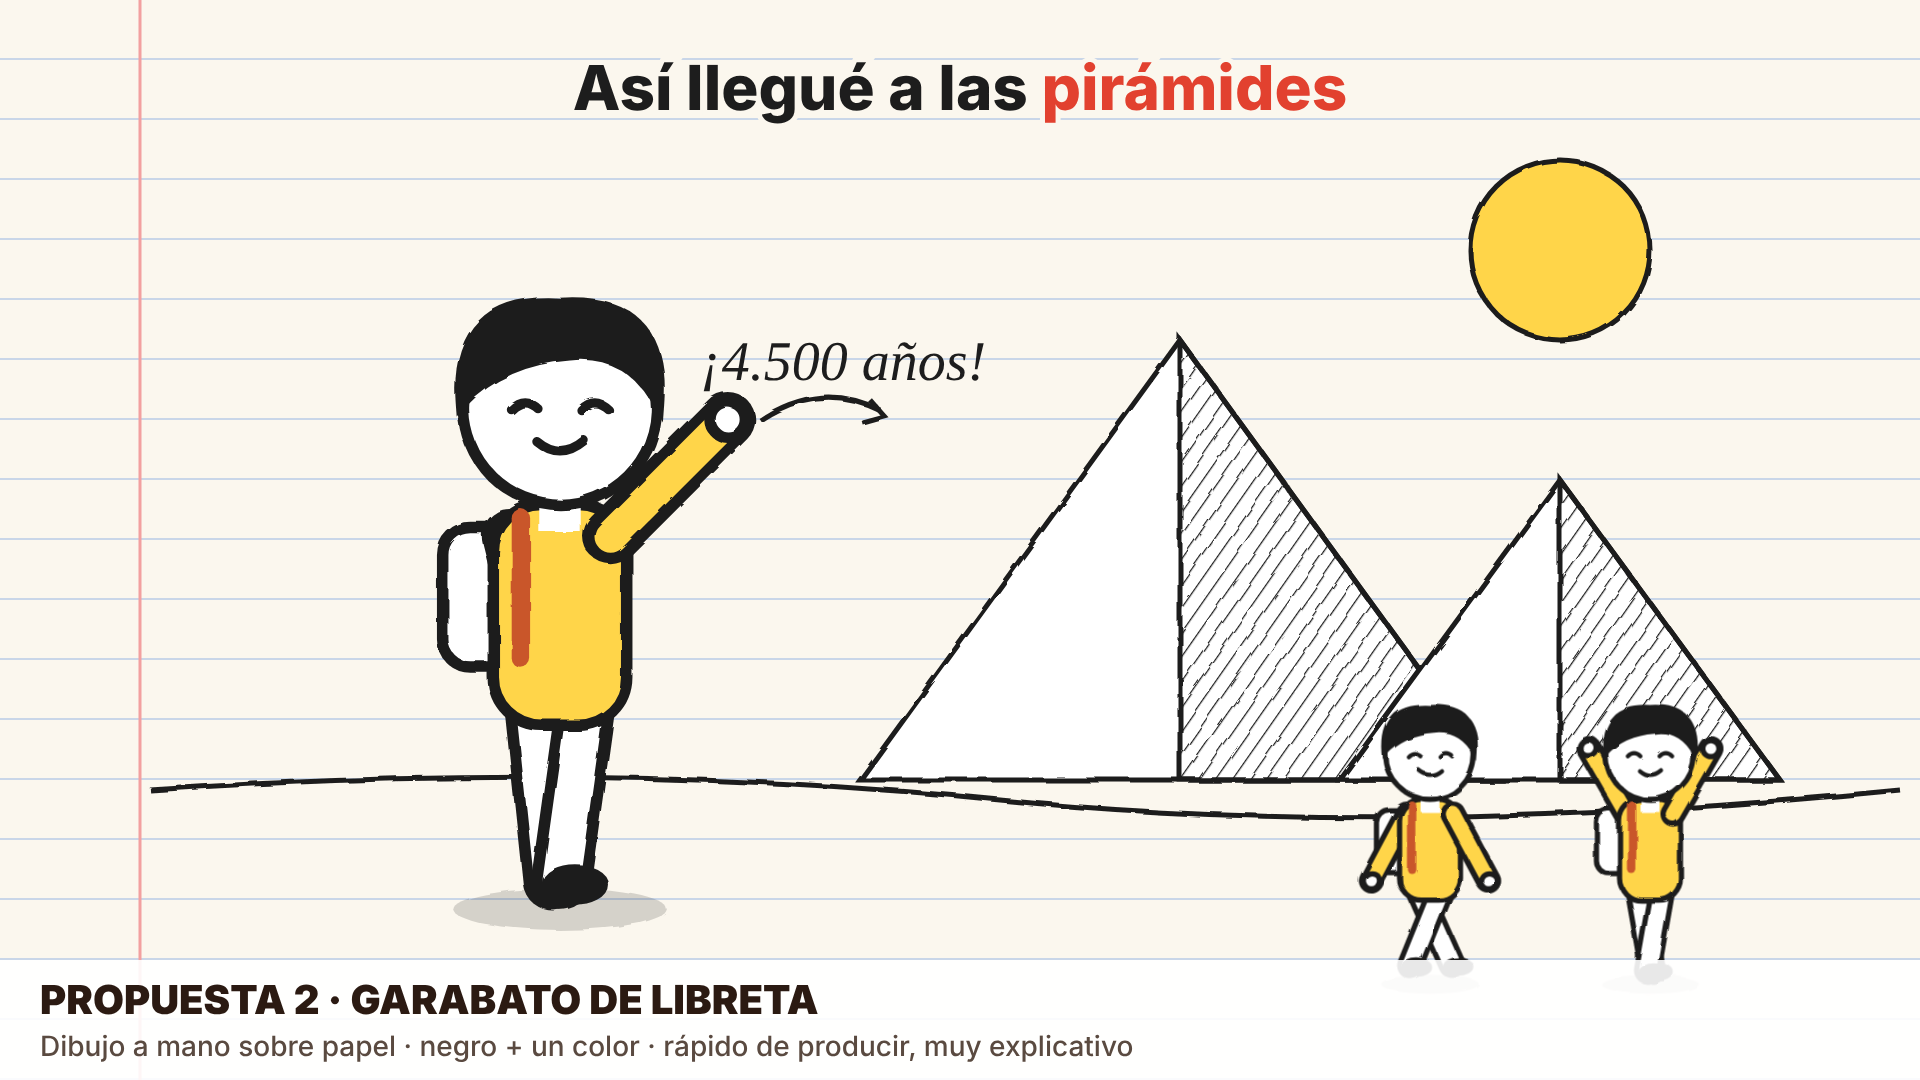 Así llegué a las pirámides
¡4.500 años!
PROPUESTA 2 · GARABATO DE LIBRETA
Dibujo a mano sobre papel · negro + un color · rápido de producir, muy explicativo